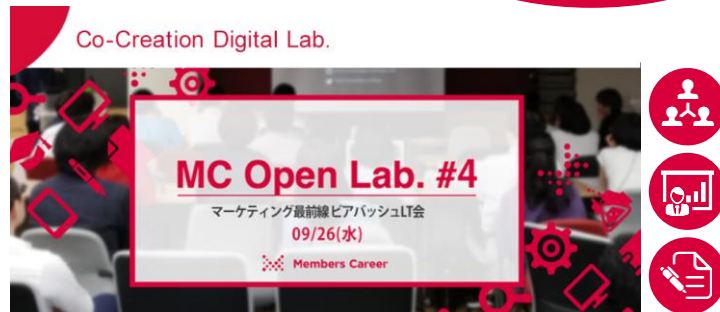 Co-Creation Digital Lab.
MC Open Lab. #4
マーケティング最前線 ビアバッシュLT会
09/26(水)
Members Career